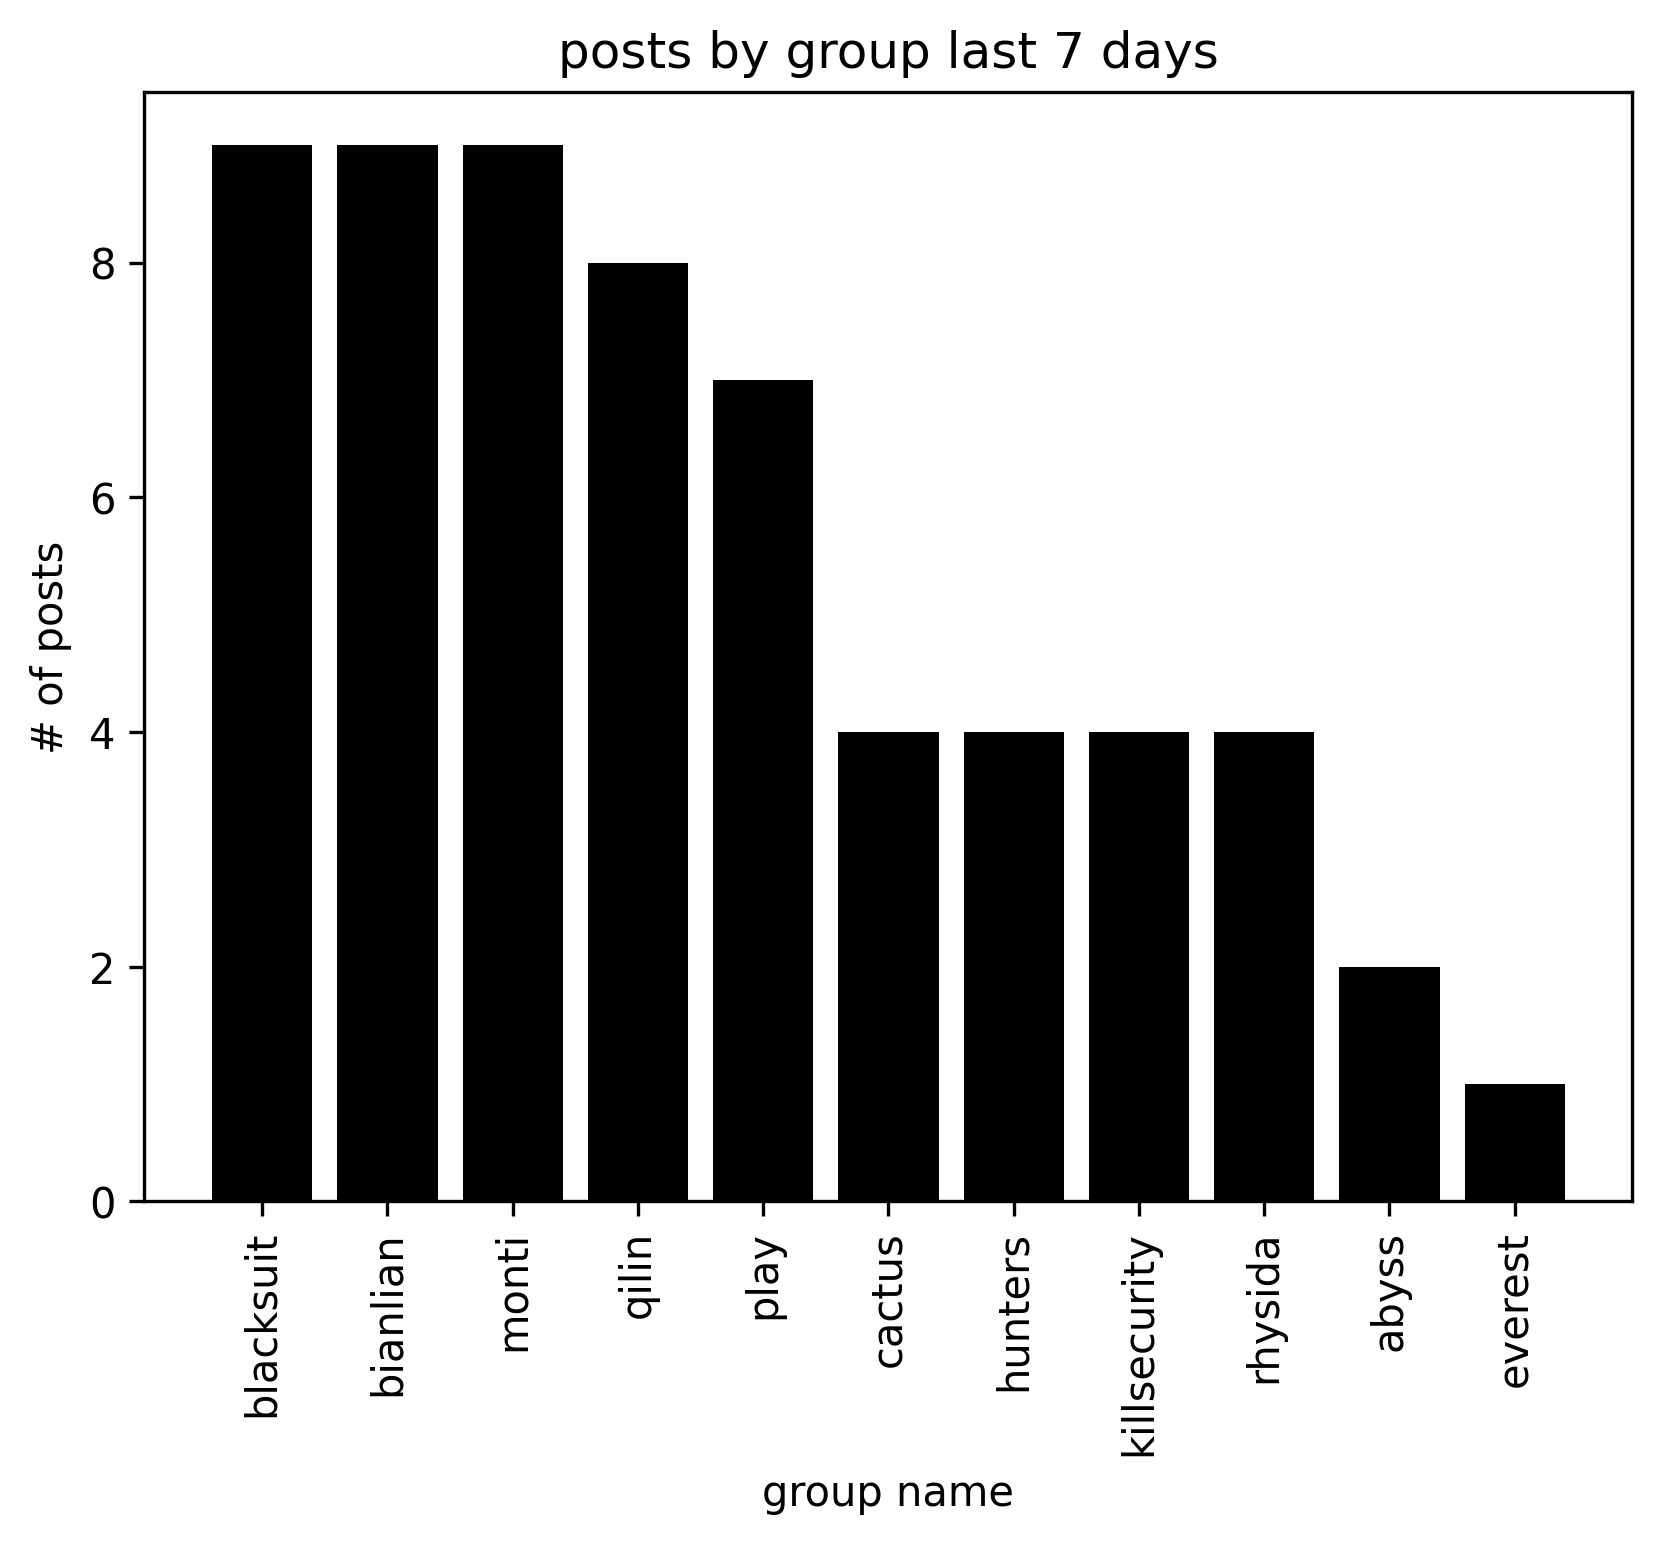 posts by group last 7 days
# of posts
8
6
4
2
0
blacksuit
bianlian
monti
qilin
play
cactus
hunters
killsecurity
rhysida
abyss
everest
group name